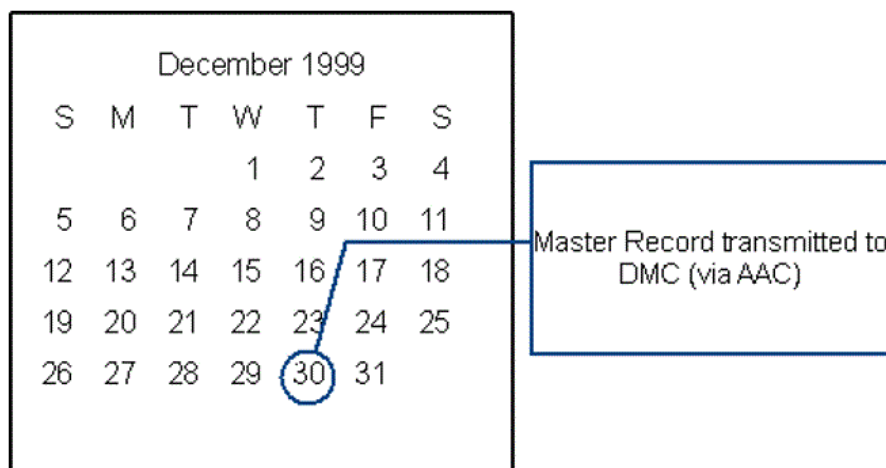 December 1999
S M T W T F S
1 2 3 4
5 6 7 8 9 10 11
12 13 14 15 16 17 18
19 20 21 22 23 24 25
26 27 28 29 30 31
Master Record transmitted to
DMC (via AAC)